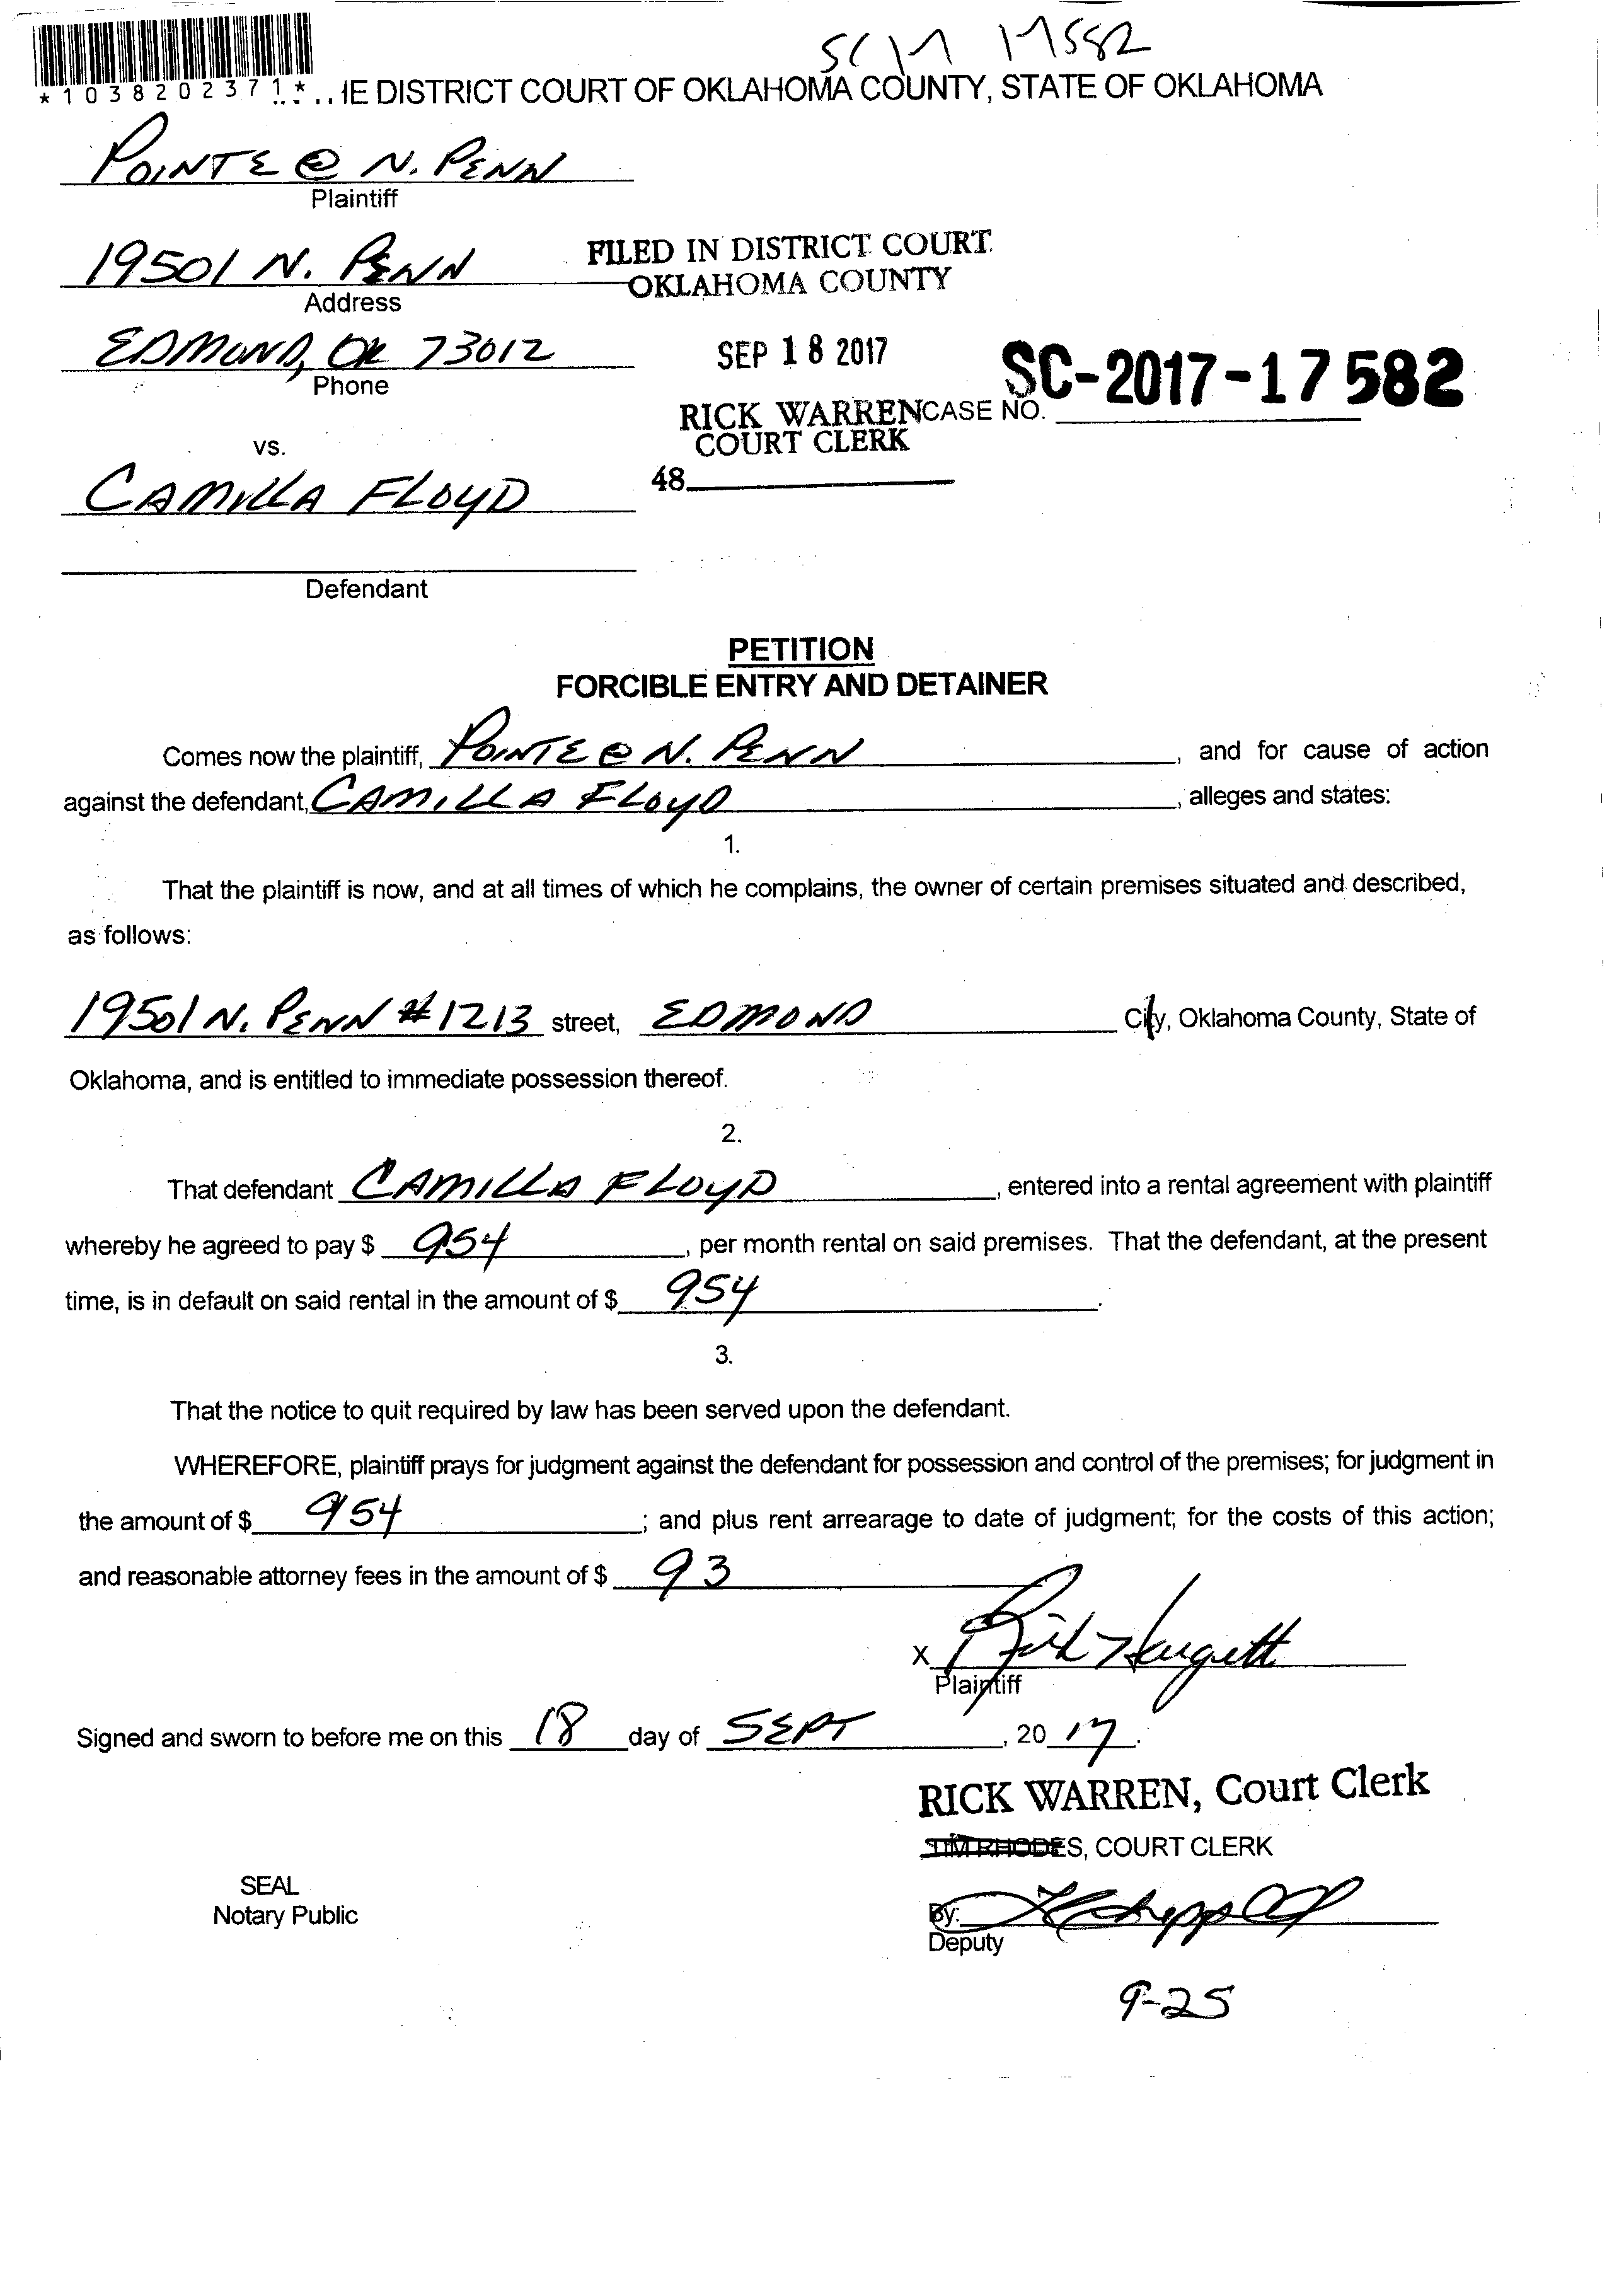 SC17 17582
*1038202371*
IE DISTRICT COURT OF OKLAHOMA COUNTY, STATE OF OKLAHOMA
POINTE @ N. PENN
Plaintiff
19501 N. PENN
Address
FILED IN DISTRICT COURT
OKLAHOMA COUNTY
EDMOND, OK 73012
Phone
SEP 18 2017
SC-2017-17582
RICK WARREN
COURT CLERK
CASE NO.
48
vs.
CAMILLA FLOYD
Defendant
PETITION
FORCIBLE ENTRY AND DETAINER
Comes now the plaintiff, POINTE @ N. PENN, and for cause of action
against the defendant, CAMILLA FLOYD, alleges and states:
1.
That the plaintiff is now, and at all times of which he complains, the owner of certain premises situated and described,
as follows:
19501 N. PENN #1213 street, EDMOND City, Oklahoma County, State of
Oklahoma, and is entitled to immediate possession thereof.
2.
That defendant CAMILLA FLOYD, entered into a rental agreement with plaintiff
whereby he agreed to pay $ 954, per month rental on said premises. That the defendant, at the present
time, is in default on said rental in the amount of $ 954.
3.
That the notice to quit required by law has been served upon the defendant.
WHEREFORE, plaintiff prays for judgment against the defendant for possession and control of the premises; for judgment in
the amount of $ 954; and plus rent arrearage to date of judgment; for the costs of this action;
and reasonable attorney fees in the amount of $ 93
X
Plaintiff
Signed and sworn to before me on this 18 day of SEPT, 20 17.
RICK WARREN, Court Clerk
TIM RHODES, COURT CLERK
SEAL
Notary Public
By:
Deputy
9-25